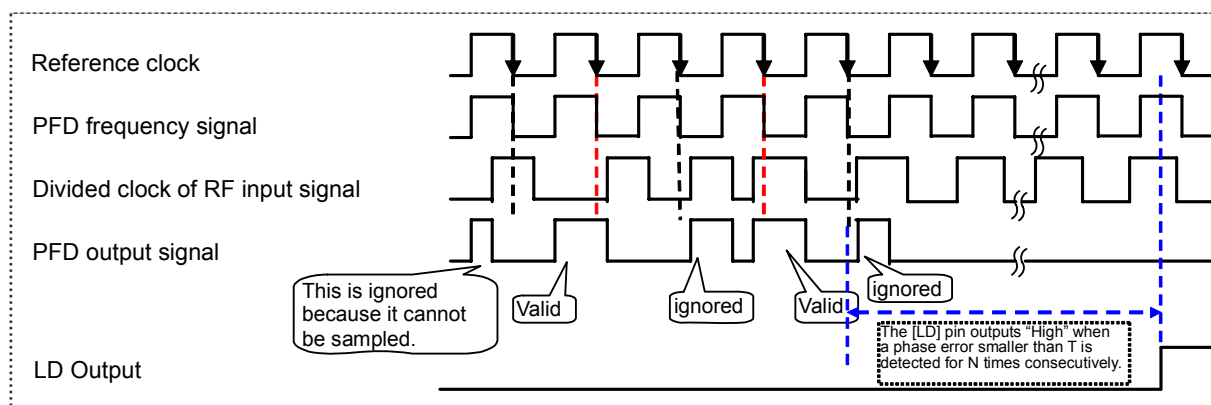 Reference clock
PFD frequency signal
Divided clock of RF input signal
PFD output signal
This is ignored
because it cannot
be sampled.
Valid
ignored
Valid
ignored
The [LD] pin outputs “High” when
a phase error smaller than T is
detected for N times consecutively.
LD Output